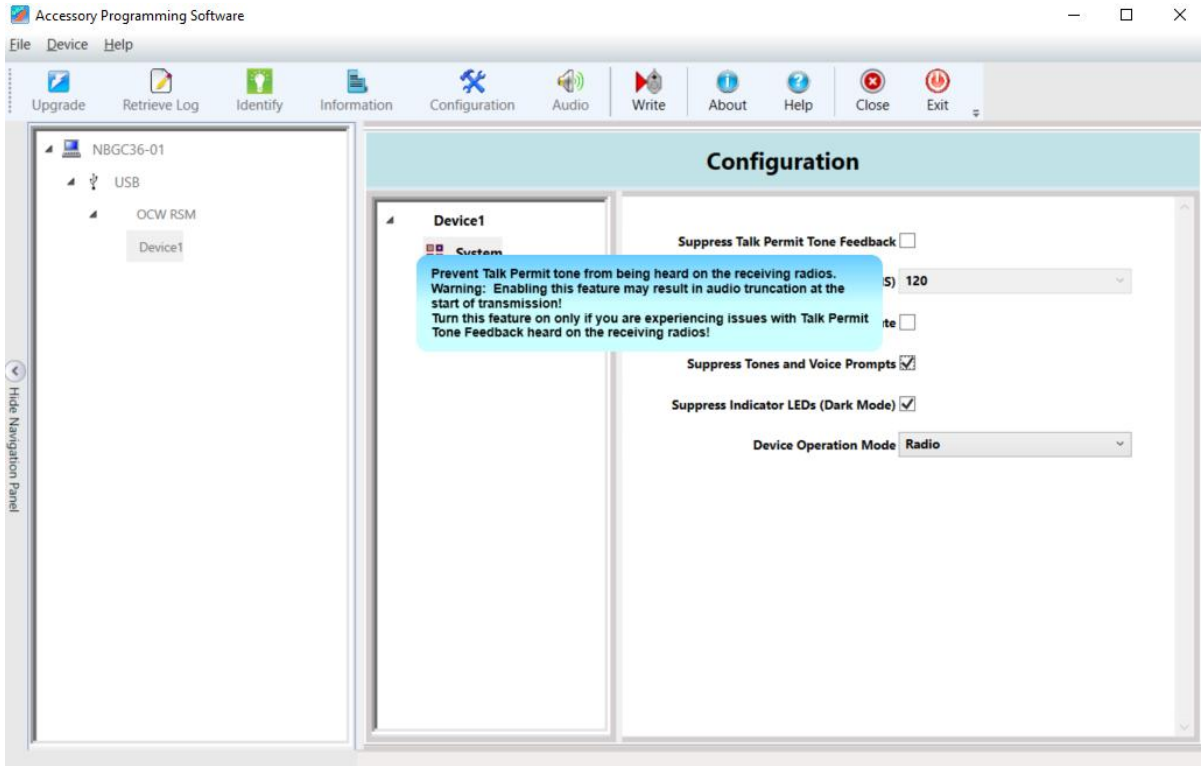 Accessory Programming Software
File Device Help
Upgrade Retrieve Log Identify Information Configuration Audio Write About Help Close Exit
NBGC36-01
USB
OCW RSM
Device1
Hide Navigation Panel
Configuration
Device1
System
Suppress Talk Permit Tone Feedback
Prevent Talk Permit tone from being heard on the receiving radios.
Warning: Enabling this feature may result in audio truncation at the
start of transmission!
Turn this feature on only if you are experiencing issues with Talk Permit
Tone Feedback heard on the receiving radios!
S) 120
te
Suppress Tones and Voice Prompts
Suppress Indicator LEDs (Dark Mode)
Device Operation Mode Radio